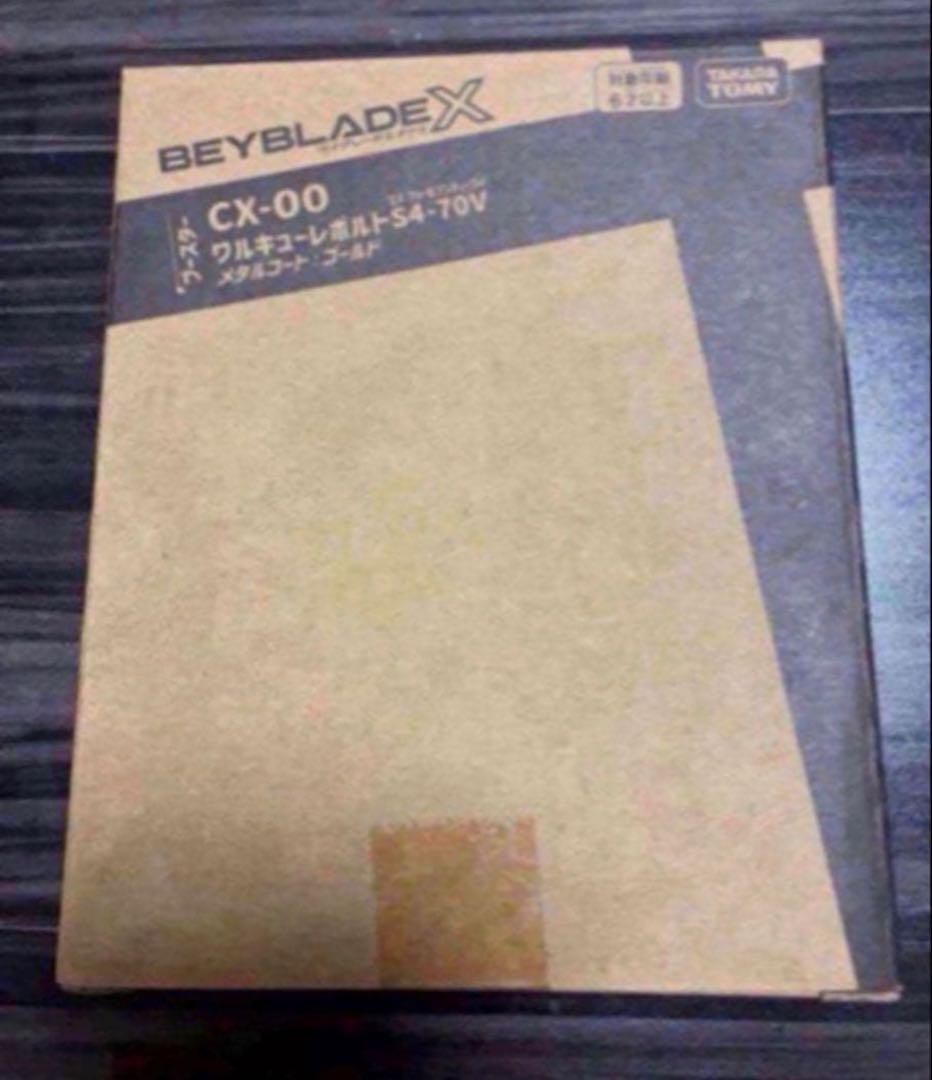 対象年齢
6才以上
TAKARA
TOMY
BEYBLADE X
ブースター
CX-00
ワルキューレボルトS4-70V
メタルコート:ゴールド